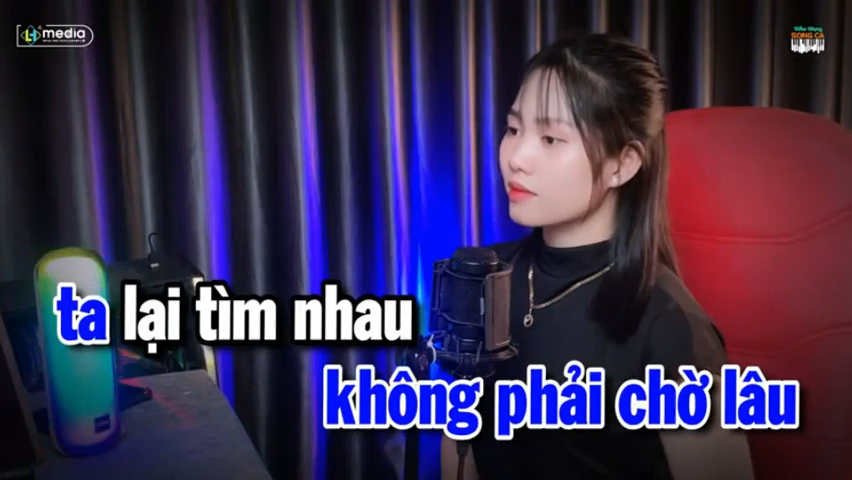 media
SONG CA
ta lại tìm nhau
không phải chờ lâu